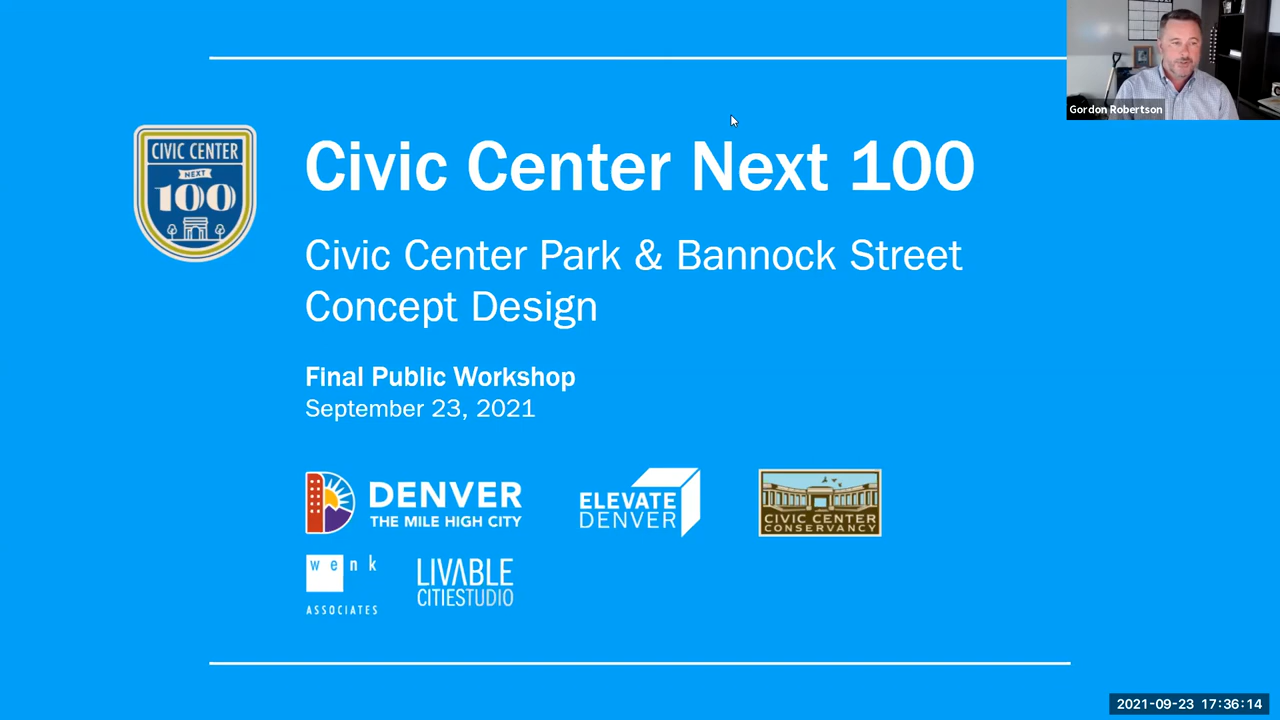 Gordon Robertson
CIVIC CENTER
NEXT
100
Civic Center Next 100
Civic Center Park & Bannock Street
Concept Design
Final Public Workshop
September 23, 2021
DENVER
THE MILE HIGH CITY
ELEVATE
DENVER
CIVIC CENTER
CONSERVANCY
wenk
ASSOCIATES
LIVABLE
CITIESTUDIO
2021-09-23 17:36:14